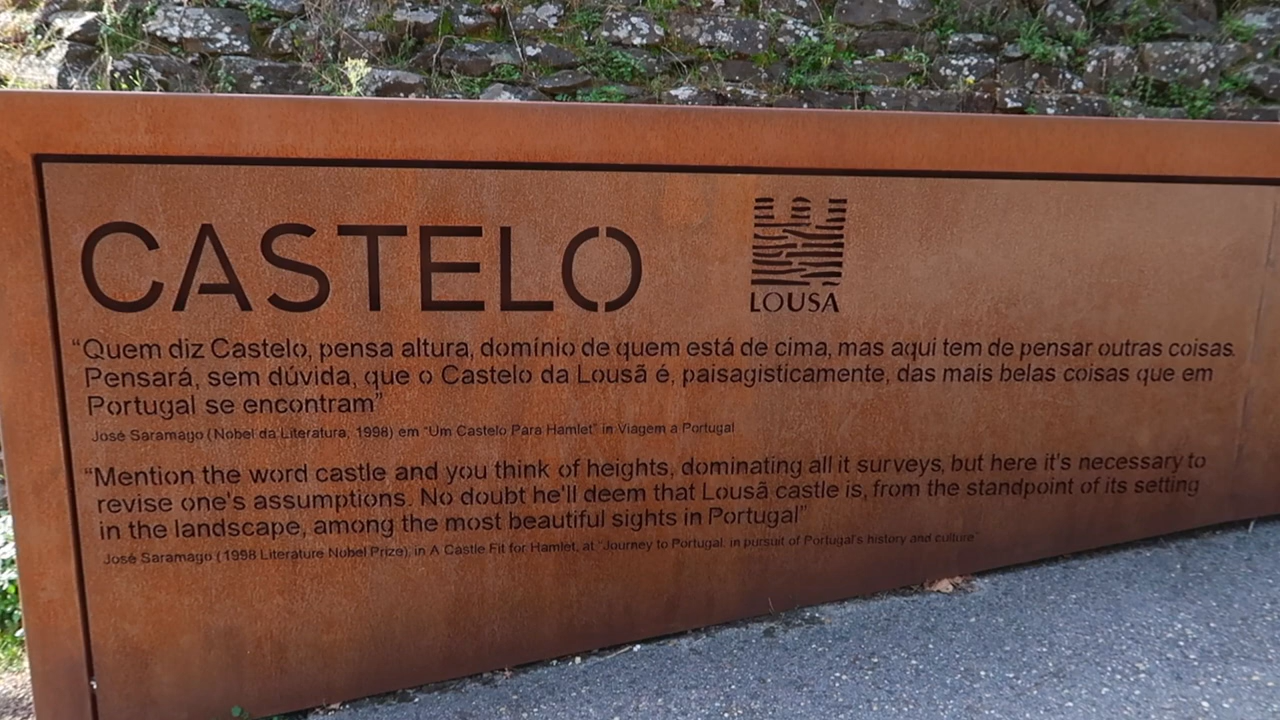 CASTELO
LOUSA
“Quem diz Castelo, pensa altura, domínio de quem está de cima, mas aqui tem de pensar outras coisas.
Pensará, sem dúvida, que o Castelo da Lousã é, paisagisticamente, das mais belas coisas que em
Portugal se encontram”
José Saramago (Nobel da Literatura, 1998) em “Um Castelo Para Hamlet” in Viagem a Portugal
“Mention the word castle and you think of heights, dominating all it surveys, but here it's necessary to
revise one's assumptions. No doubt he'll deem that Lousã castle is, from the standpoint of its setting
in the landscape, among the most beautiful sights in Portugal”
José Saramago (1998 Literature Nobel Prize), in A Castle Fit for Hamlet, at “Journey to Portugal: in pursuit of Portugal's history and culture”